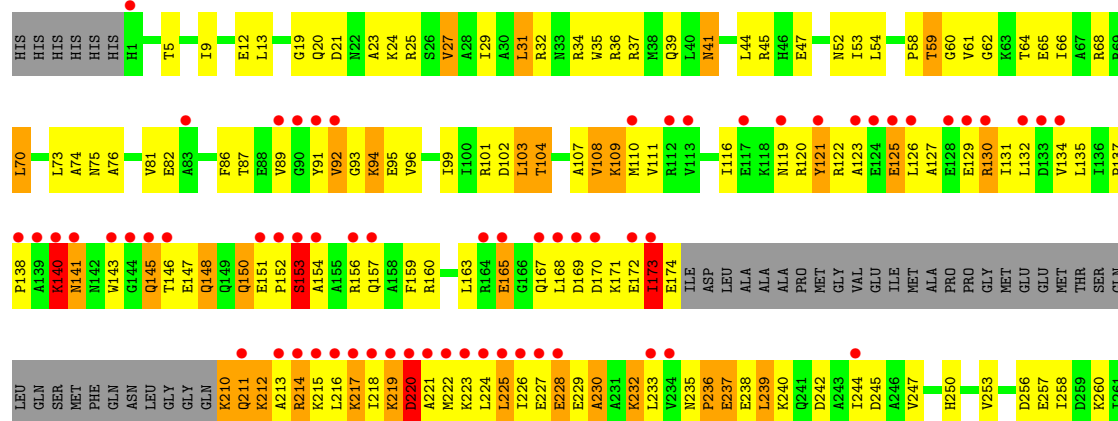 HIS HIS HIS HIS HIS HIS H1 T5 I9 E12 L13 G19 Q20 D21 N22 A23 K24 R25 S26 V27 A28 I29 A30 L31 R32 N33 R34 W35 R36 R37 M38 Q39 L40 N41 L44 R45 H46 E47 N52 I53 L54 P58 T59 G60 V61 G62 K63 T64 E65 I66 A67 R68 R69
L70 L73 A74 N75 A76 V81 E82 A83 F86 T87 E88 V89 G90 Y91 V92 G93 K94 E95 V96 I99 I100 R101 D102 L103 T104 A107 V108 K109 M110 V111 R112 V113 I116 E117 K118 N119 R120 Y121 R122 A123 E124 E125 L126 A127 E128 E129 R130 I131 L132 D133 V134 L135 I136 P137
P138 A139 K140 N141 N142 W143 G144 Q145 T146 E147 Q148 Q149 Q150 E151 P152 S153 A154 A155 R156 Q157 A158 F159 R160 L163 R164 E165 G166 Q167 L168 D169 D170 K171 E172 I173 E174 ILE ASP LEU ALA ALA ALA PRO MET GLY VAL GLU ILE MET ALA PRO PRO GLY MET GLU GLU MET THR SER GLN
LEU GLN SER MET PHE GLN ASN LEU GLY GLY GLN K210 Q211 K212 A213 R214 K215 L216 K217 I218 K219 D220 A221 M222 K223 L224 L225 I226 E227 E228 E229 A230 A231 K232 L233 V234 N235 P236 E237 E238 L239 K240 Q241 D242 A243 I244 D245 A246 V247 H250 V253 D256 E257 I258 D259 K260 I261